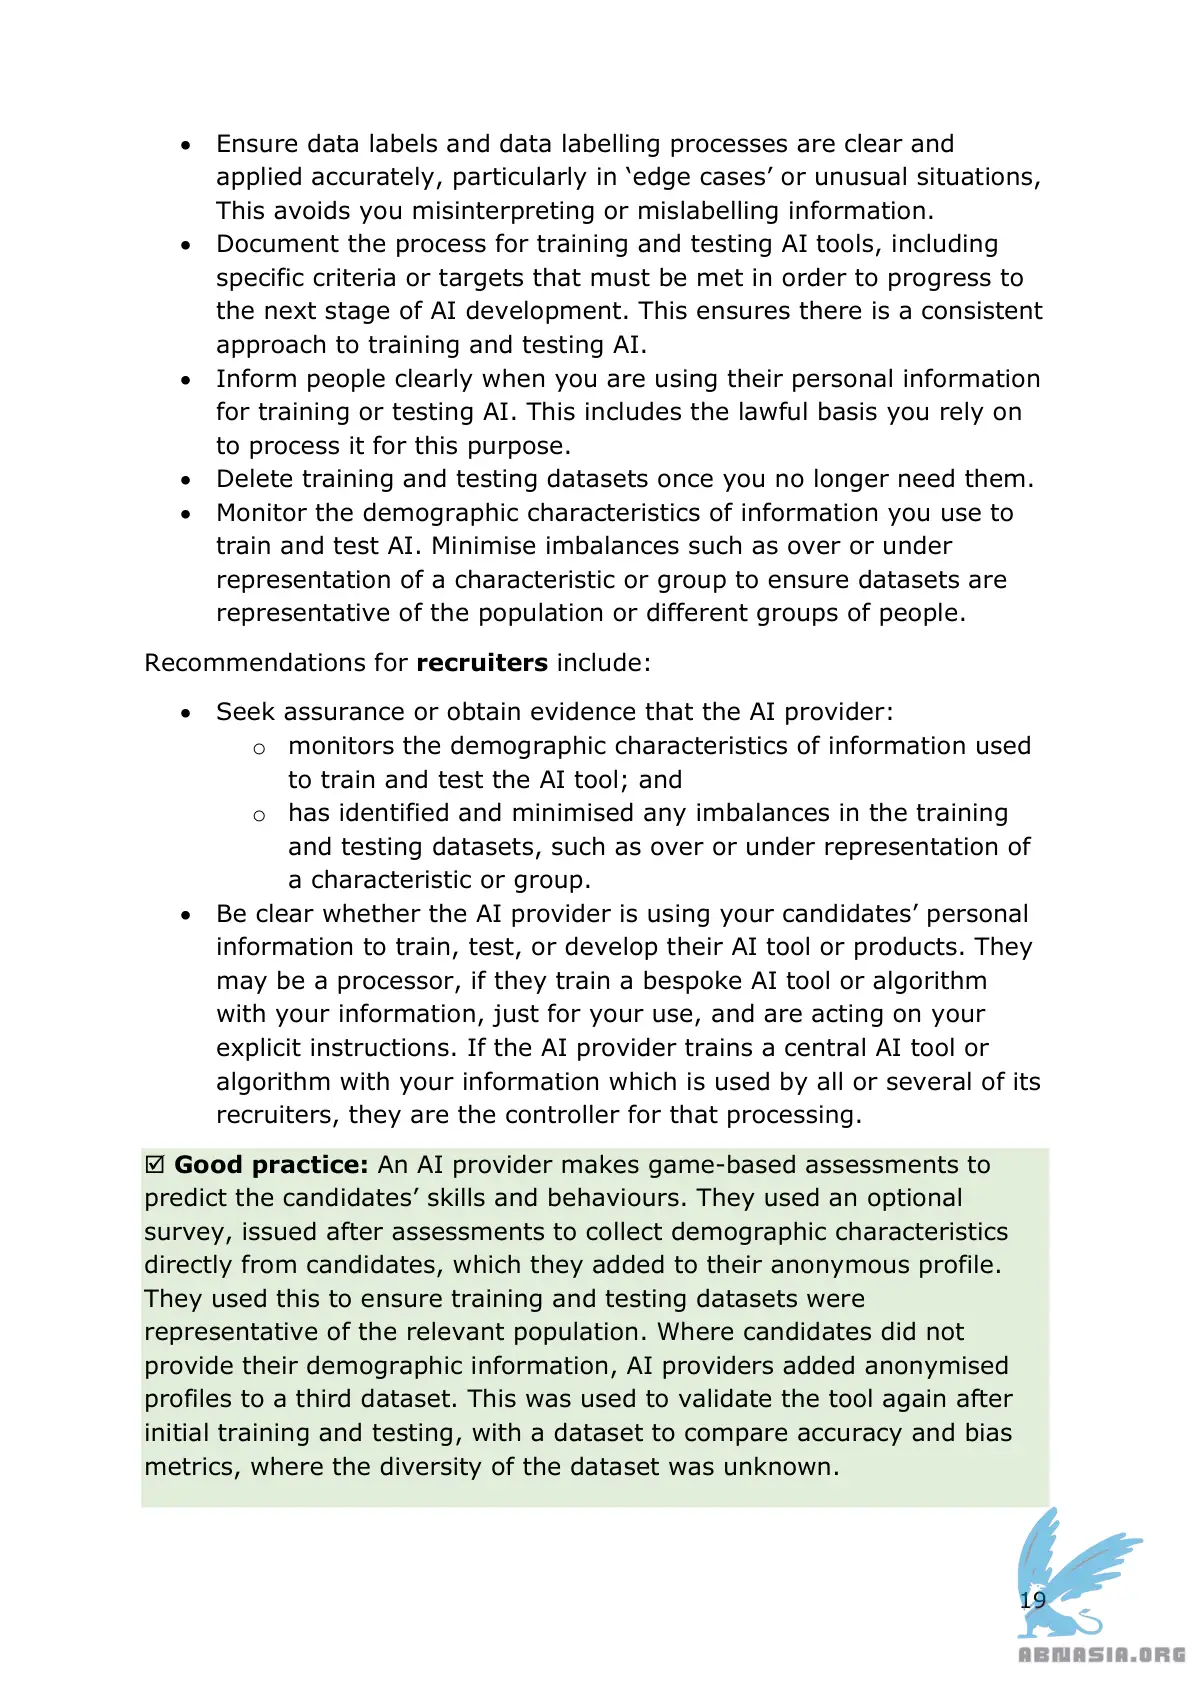 • Ensure data labels and data labelling processes are clear and
applied accurately, particularly in ‘edge cases’ or unusual situations,
This avoids you misinterpreting or mislabelling information.
• Document the process for training and testing AI tools, including
specific criteria or targets that must be met in order to progress to
the next stage of AI development. This ensures there is a consistent
approach to training and testing AI.
• Inform people clearly when you are using their personal information
for training or testing AI. This includes the lawful basis you rely on
to process it for this purpose.
• Delete training and testing datasets once you no longer need them.
• Monitor the demographic characteristics of information you use to
train and test AI. Minimise imbalances such as over or under
representation of a characteristic or group to ensure datasets are
representative of the population or different groups of people.
Recommendations for recruiters include:
• Seek assurance or obtain evidence that the AI provider:
o monitors the demographic characteristics of information used
to train and test the AI tool; and
o has identified and minimised any imbalances in the training
and testing datasets, such as over or under representation of
a characteristic or group.
• Be clear whether the AI provider is using your candidates’ personal
information to train, test, or develop their AI tool or products. They
may be a processor, if they train a bespoke AI tool or algorithm
with your information, just for your use, and are acting on your
explicit instructions. If the AI provider trains a central AI tool or
algorithm with your information which is used by all or several of its
recruiters, they are the controller for that processing.
☑ Good practice: An AI provider makes game-based assessments to
predict the candidates’ skills and behaviours. They used an optional
survey, issued after assessments to collect demographic characteristics
directly from candidates, which they added to their anonymous profile.
They used this to ensure training and testing datasets were
representative of the relevant population. Where candidates did not
provide their demographic information, AI providers added anonymised
profiles to a third dataset. This was used to validate the tool again after
initial training and testing, with a dataset to compare accuracy and bias
metrics, where the diversity of the dataset was unknown.
19
ABNASIA.ORG